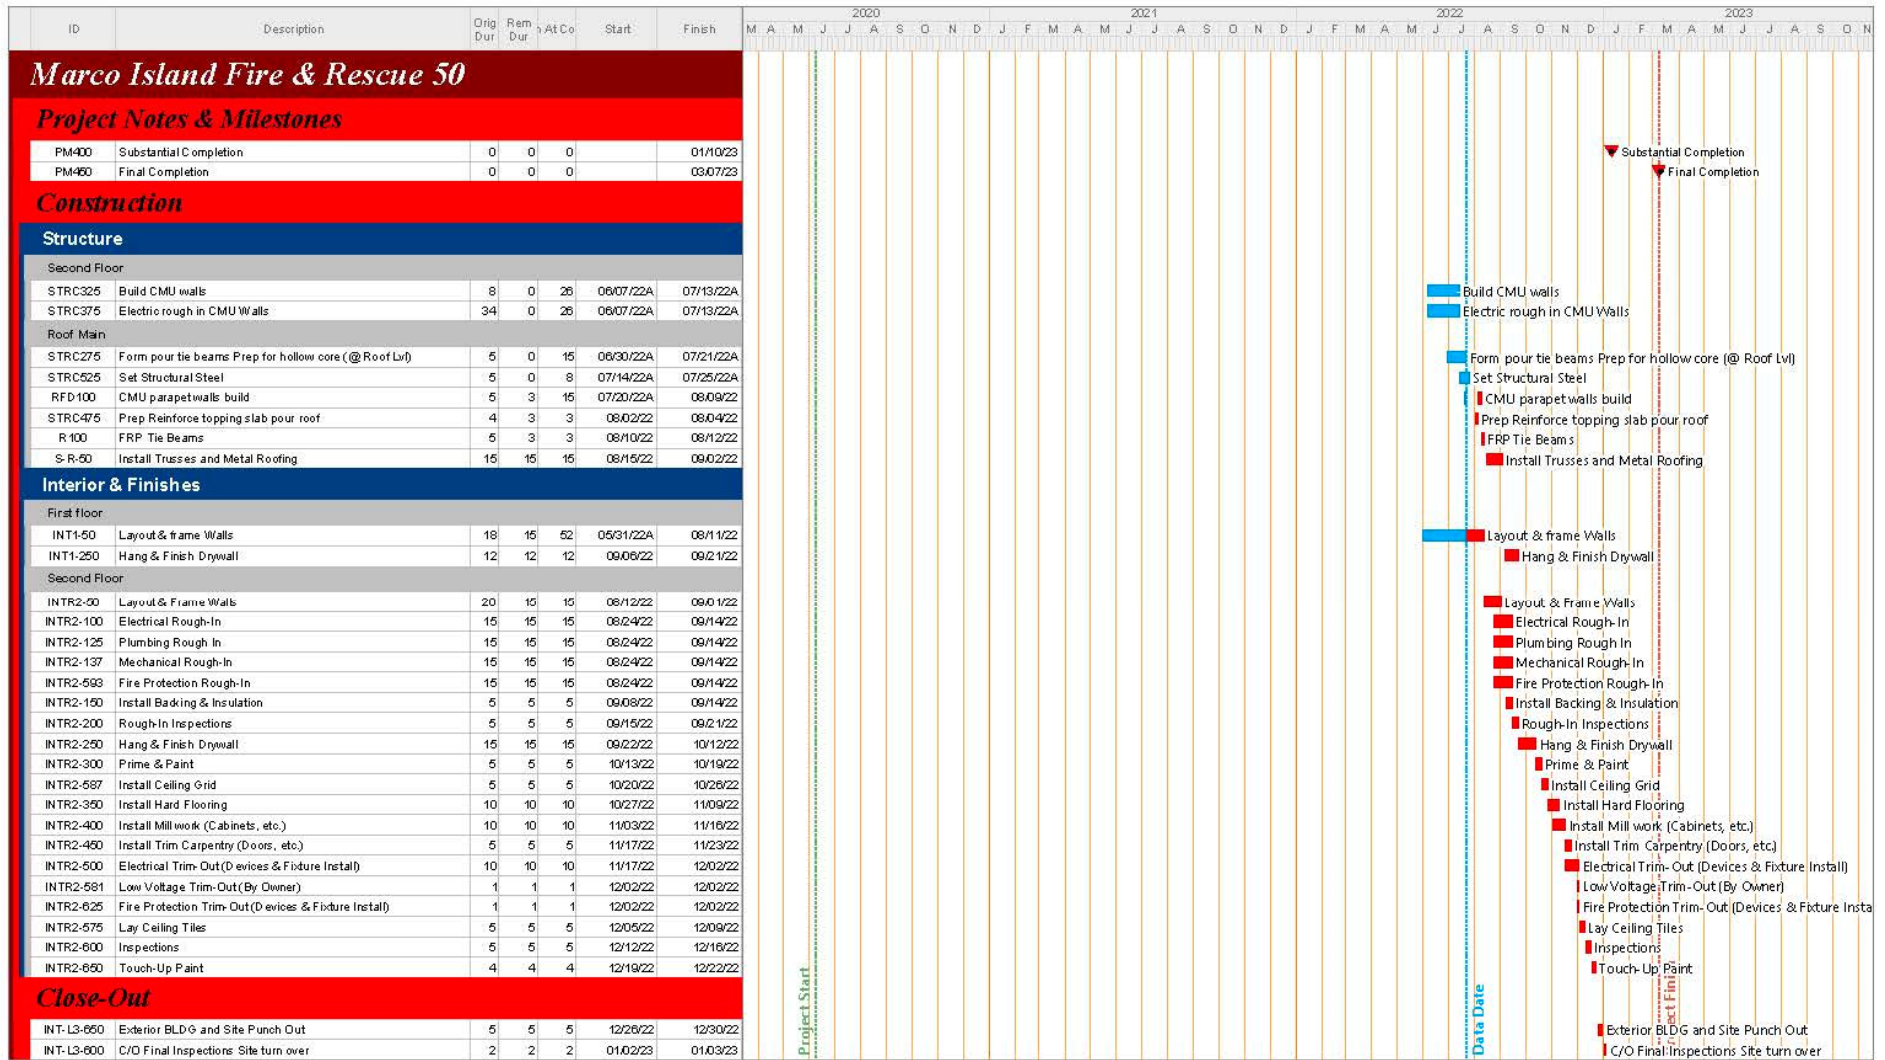 2020 2021 2022 2023
ID Description Orig Dur Rem Dur At Co Start Finish M A M J J A S O N D J F M A M J J A S O N D J F M A M J J A S O N D J F M A M J J A S O N
Marco Island Fire & Rescue 50
Project Notes & Milestones
PM400 Substantial Completion 0 0 0 01/10/23 Substantial Completion
PM450 Final Completion 0 0 0 03/07/23 Final Completion
Construction
Structure
Second Floor
STRC325 Build CMU walls 8 0 26 06/07/22A 07/13/22A Build CMU walls
STRC375 Electric rough in CMU Walls 34 0 26 06/07/22A 07/13/22A Electric rough in CMU Walls
Roof Main
STRC275 Form pour tie beams Prep for hollow core (@ Roof Lvl) 5 0 15 06/30/22A 07/21/22A Form pour tie beams Prep for hollow core (@ Roof Lvl)
STRC525 Set Structural Steel 5 0 8 07/14/22A 07/25/22A Set Structural Steel
RFD100 CMU parapet walls build 5 3 15 07/20/22A 08/09/22 CMU parapet walls build
STRC475 Prep Reinforce topping slab pour roof 4 3 3 08/02/22 08/04/22 Prep Reinforce topping slab pour roof
R100 FRP Tie Beams 5 3 3 08/10/22 08/12/22 FRP Tie Beams
S-R-50 Install Trusses and Metal Roofing 15 15 15 08/15/22 09/02/22 Install Trusses and Metal Roofing
Interior & Finishes
First floor
INT1-50 Layout & frame Walls 18 15 52 05/31/22A 08/11/22 Layout & frame Walls
INT1-250 Hang & Finish Drywall 12 12 12 09/06/22 09/21/22 Hang & Finish Drywall
Second Floor
INTR2-50 Layout & Frame Walls 20 15 15 08/12/22 09/01/22 Layout & Frame Walls
INTR2-100 Electrical Rough-In 15 15 15 08/24/22 09/14/22 Electrical Rough-In
INTR2-125 Plumbing Rough In 15 15 15 08/24/22 09/14/22 Plumbing Rough In
INTR2-137 Mechanical Rough-In 15 15 15 08/24/22 09/14/22 Mechanical Rough-In
INTR2-593 Fire Protection Rough-In 15 15 15 08/24/22 09/14/22 Fire Protection Rough-In
INTR2-150 Install Backing & Insulation 5 5 5 09/08/22 09/14/22 Install Backing & Insulation
INTR2-200 Rough-In Inspections 5 5 5 09/15/22 09/21/22 Rough-In Inspections
INTR2-250 Hang & Finish Drywall 15 15 15 09/22/22 10/12/22 Hang & Finish Drywall
INTR2-300 Prime & Paint 5 5 5 10/13/22 10/19/22 Prime & Paint
INTR2-587 Install Ceiling Grid 5 5 5 10/20/22 10/26/22 Install Ceiling Grid
INTR2-350 Install Hard Flooring 10 10 10 10/27/22 11/09/22 Install Hard Flooring
INTR2-400 Install Mill work (Cabinets, etc.) 10 10 10 11/03/22 11/16/22 Install Mill work (Cabinets, etc.)
INTR2-450 Install Trim Carpentry (Doors, etc.) 5 5 5 11/17/22 11/23/22 Install Trim Carpentry (Doors, etc.)
INTR2-500 Electrical Trim-Out (Devices & Fixture Install) 10 10 10 11/17/22 12/02/22 Electrical Trim-Out (Devices & Fixture Install)
INTR2-581 Low Voltage Trim-Out (By Owner) 1 1 1 12/02/22 12/02/22 Low Voltage Trim-Out (By Owner)
INTR2-625 Fire Protection Trim-Out (Devices & Fixture Install) 1 1 1 12/02/22 12/02/22 Fire Protection Trim-Out (Devices & Fixture Insta
INTR2-575 Lay Ceiling Tiles 5 5 5 12/05/22 12/09/22 Lay Ceiling Tiles
INTR2-600 Inspections 5 5 5 12/12/22 12/16/22 Inspections
INTR2-650 Touch-Up Paint 4 4 4 12/19/22 12/22/22 Touch-Up Paint
Close-Out
INT-L3-650 Exterior BLDG and Site Punch Out 5 5 5 12/26/22 12/30/22 Exterior BLDG and Site Punch Out
INT-L3-600 C/O Final Inspections Site turn over 2 2 2 01/02/23 01/03/23 C/O Final Inspections Site turn over
Project Start
Data Date